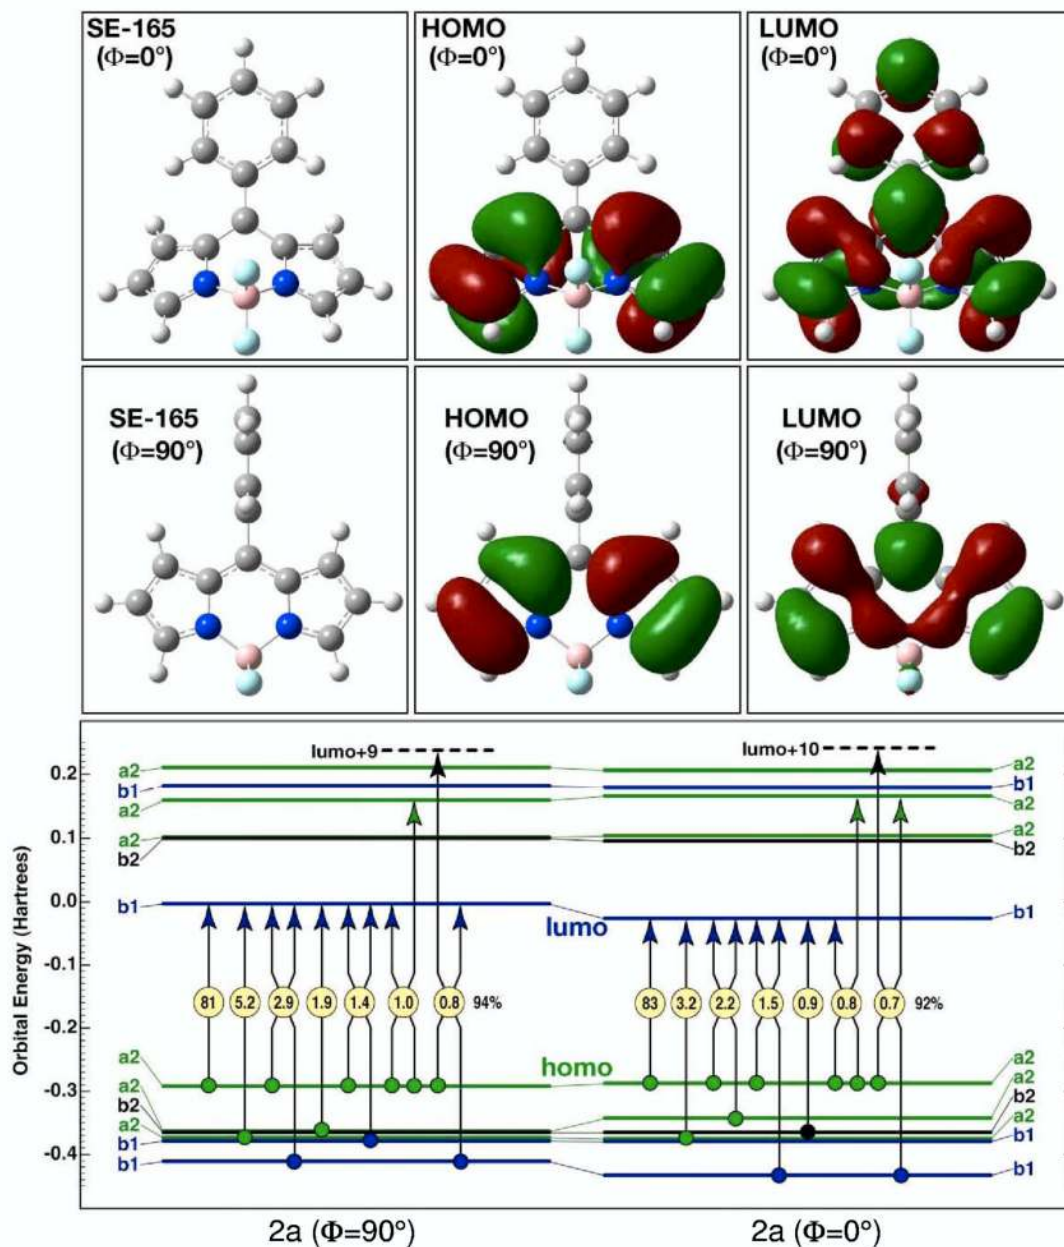 SE-165
(Φ=0°)
HOMO
(Φ=0°)
LUMO
(Φ=0°)
SE-165
(Φ=90°)
HOMO
(Φ=90°)
LUMO
(Φ=90°)
Orbital Energy (Hartrees)
0.2
0.1
0.0
-0.1
-0.2
-0.3
-0.4
a2
b1
a2
a2
b2
b1
a2
a2
b2
a2
b1
b1
lumo+9
lumo+10
lumo
homo
81
5.2
2.9
1.9
1.4
1.0
0.8
94%
83
3.2
2.2
1.5
0.9
0.8
0.7
92%
a2
b1
a2
a2
b2
b1
a2
a2
b2
a2
b1
b1
2a (Φ=90°)
2a (Φ=0°)